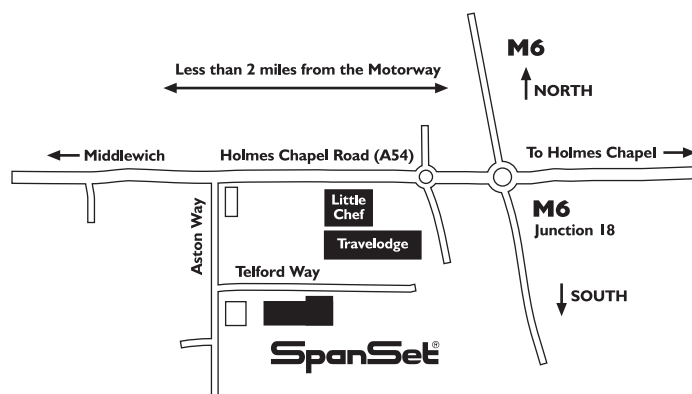 M6
Less than 2 miles from the Motorway
NORTH
Middlewich
Holmes Chapel Road (A54)
To Holmes Chapel
Little
Chef
M6
Junction 18
Aston Way
Travelodge
Telford Way
SOUTH
SpanSet®